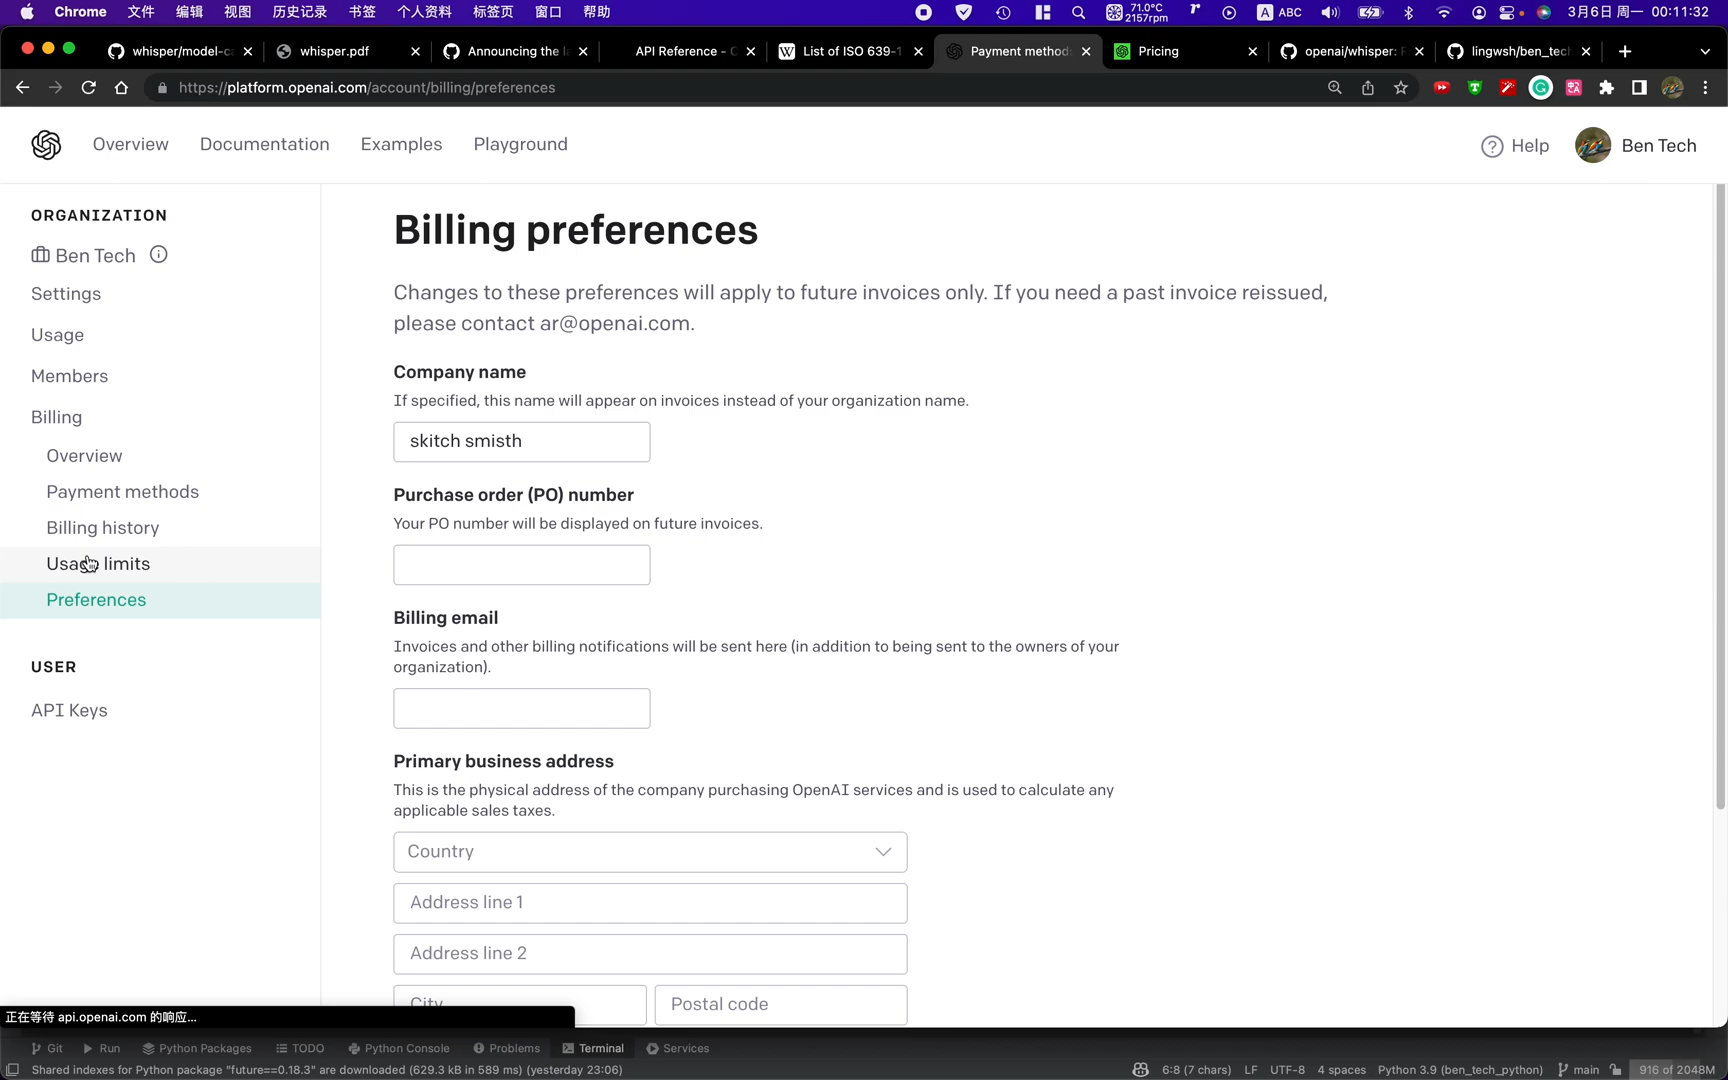 Chrome 文件 编辑 视图 历史记录 书签 个人资料 标签页 窗口 帮助 71.0°C 2157rpm A ABC 3月6日 周一 00:11:32
whisper/model-ca whisper.pdf Announcing the la API Reference - O List of ISO 639-1 Payment methods Pricing openai/whisper: R lingwsh/ben_tech
https://platform.openai.com/account/billing/preferences
Overview Documentation Examples Playground Help Ben Tech
ORGANIZATION
Ben Tech
Settings
Usage
Members
Billing
Overview
Payment methods
Billing history
Usage limits
Preferences
USER
API Keys
Billing preferences
Changes to these preferences will apply to future invoices only. If you need a past invoice reissued,
please contact ar@openai.com.
Company name
If specified, this name will appear on invoices instead of your organization name.
skitch smisth
Purchase order (PO) number
Your PO number will be displayed on future invoices.
Billing email
Invoices and other billing notifications will be sent here (in addition to being sent to the owners of your
organization).
Primary business address
This is the physical address of the company purchasing OpenAI services and is used to calculate any
applicable sales taxes.
Country
Address line 1
Address line 2
City Postal code
正在等待 api.openai.com 的响应...
Git Run Python Packages TODO Python Console Problems Terminal Services
Shared indexes for Python package "future==0.18.3" are downloaded (629.3 kB in 589 ms) (yesterday 23:06) 6:8 (7 chars) LF UTF-8 4 spaces Python 3.9 (ben_tech_python) main 916 of 2048M